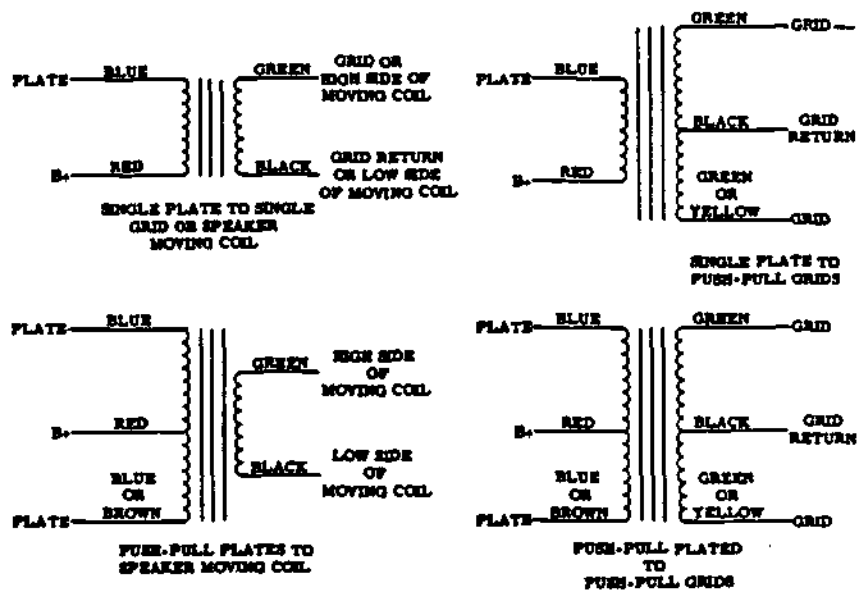 PLATE BLUE
GREEN GRID OR
HIGH SIDE OF
MOVING COIL
B+ RED
BLACK GRID RETURN
OR LOW SIDE
OF MOVING COIL
SINGLE PLATE TO SINGLE
GRID OR SPEAKER
MOVING COIL
GREEN GRID
PLATE BLUE
BLACK GRID
RETURN
B+ RED
GREEN
OR
YELLOW GRID
SINGLE PLATE TO
PUSH-PULL GRIDS
PLATE BLUE
GREEN HIGH SIDE
OF
MOVING COIL
B+ RED
BLACK LOW SIDE
OF
MOVING COIL
BLUE
OR
PLATE BROWN
PUSH-PULL PLATES TO
SPEAKER MOVING COIL
PLATE BLUE
GREEN GRID
B+ RED
BLACK GRID
RETURN
BLUE
OR
PLATE BROWN
GREEN
OR
YELLOW GRID
PUSH-PULL PLATED
TO
PUSH-PULL GRIDS